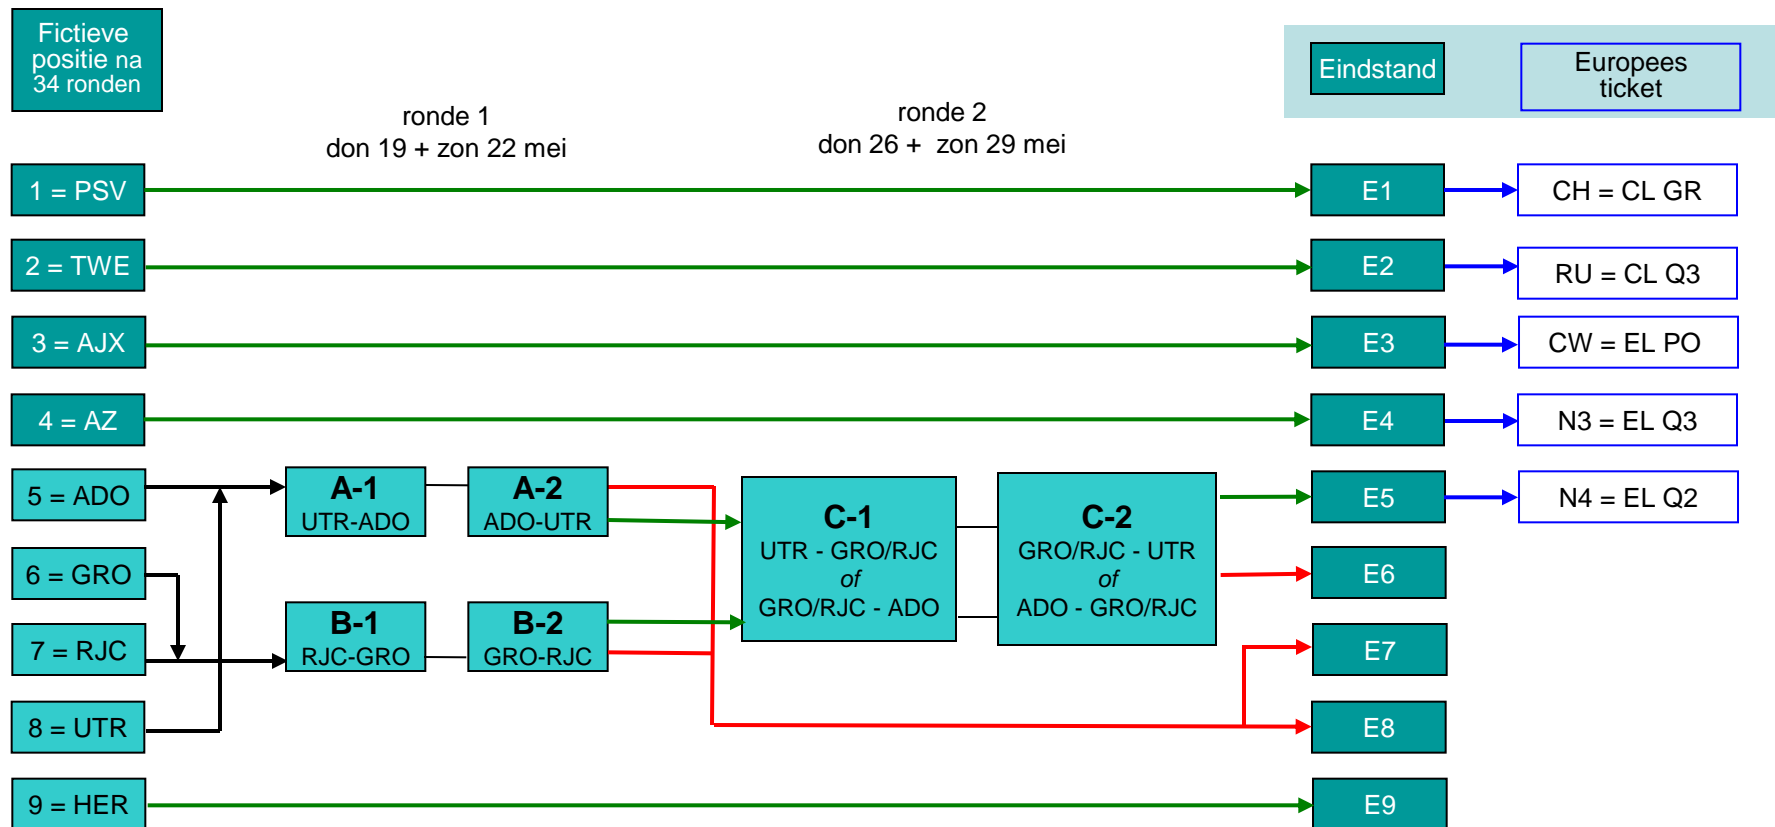 Fictieve
positie na
34 ronden
Eindstand
Europees
ticket
ronde 1
don 19 + zon 22 mei
ronde 2
don 26 +  zon 29 mei
1 = PSV
E1
CH = CL GR
2 = TWE
E2
RU = CL Q3
3 = AJX
E3
CW = EL PO
4 = AZ
E4
N3 = EL Q3
5 = ADO
A-1
UTR-ADO
A-2
ADO-UTR
C-1
UTR - GRO/RJC
of
GRO/RJC - ADO
C-2
GRO/RJC - UTR
of
ADO - GRO/RJC
E5
N4 = EL Q2
6 = GRO
E6
7 = RJC
B-1
RJC-GRO
B-2
GRO-RJC
E7
8 = UTR
E8
9 = HER
E9